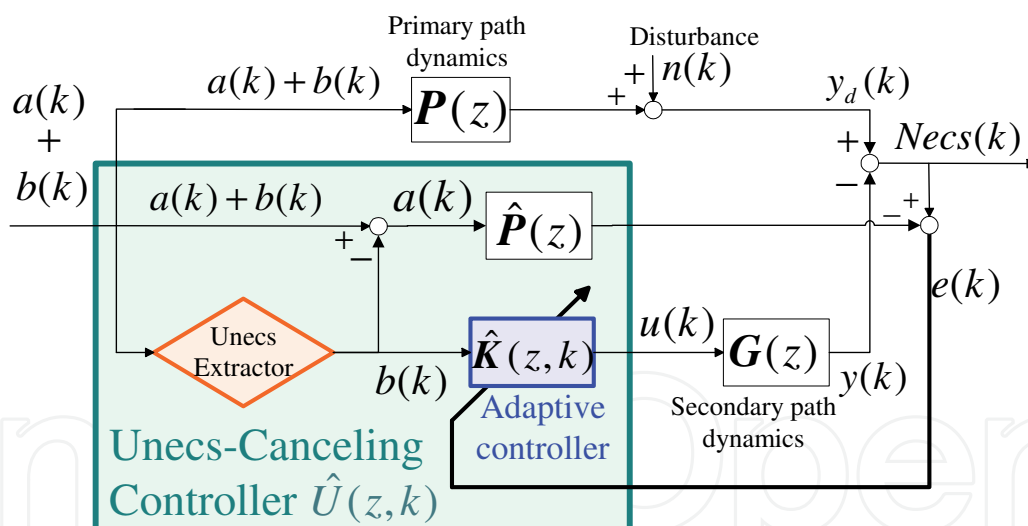 Primary path
dynamics
Disturbance
n(k)
a(k)
+
b(k)
a(k) + b(k)
P(z)
+
+
y_d(k)
+
−
Necs(k)
a(k) + b(k)
+
−
a(k)
P̂(z)
−
+
e(k)
Unecs
Extractor
b(k)
K̂(z, k)
u(k)
G(z)
y(k)
Adaptive
controller
Secondary path
dynamics
Unecs-Canceling
Controller Û(z, k)